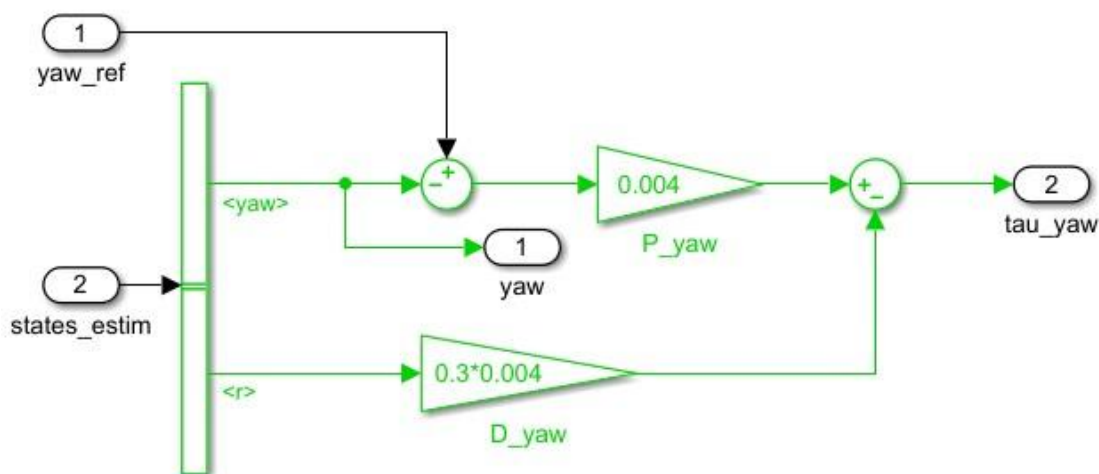 1
yaw_ref
<yaw>
-+
0.004
P_yaw
+-
2
tau_yaw
1
yaw
2
states_estim
<r>
0.3*0.004
D_yaw